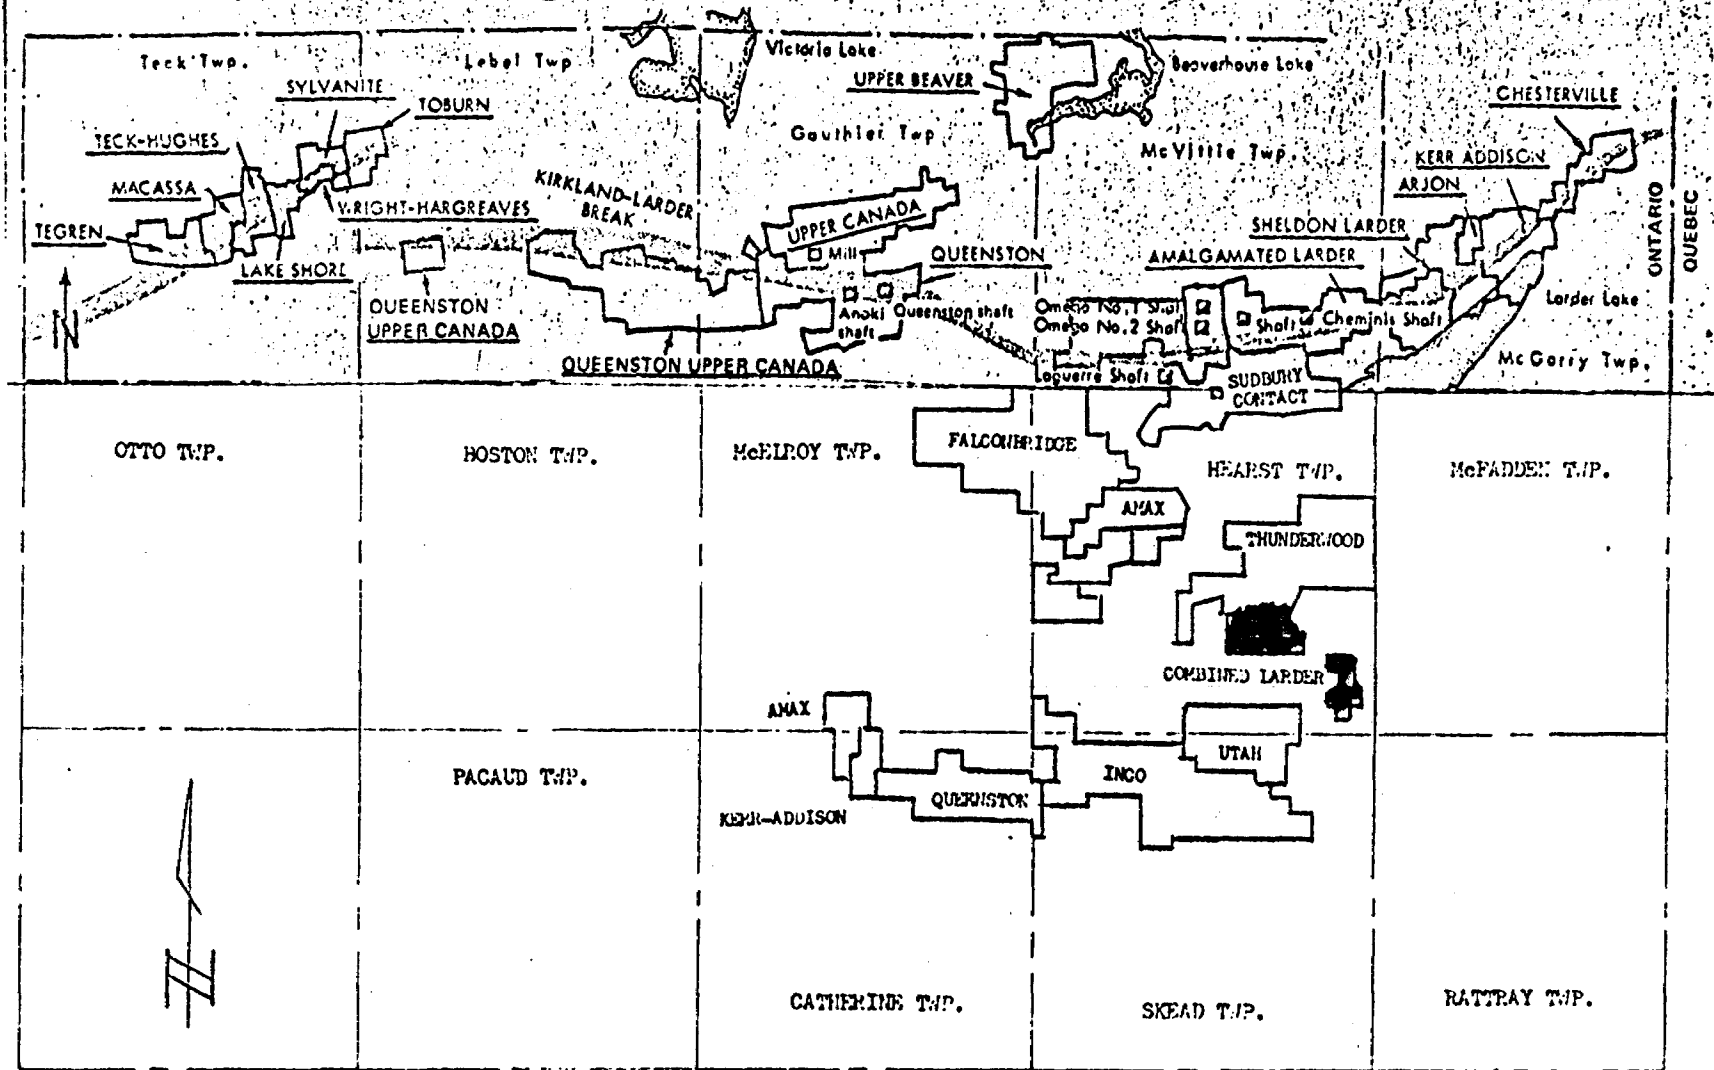 Teck Twp.
Lebel Twp
Victoria Lake
Beaverhouse Lake
SYLVANITE
UPPER BEAVER
CHESTERVILLE
TOBURN
TECK-HUGHES
Gauthier Twp
McVittie Twp.
KERR ADDISON
MACASSA
KIRKLAND-LARDER
BREAK
ARJON
WRIGHT-HARGREAVES
UPPER CANADA
ONTARIO
QUEBEC
TEGREN
SHELDON LARDER
Mill
QUEENSTON
AMALGAMATED LARDER
LAKE SHORE
N
QUEENSTON
UPPER CANADA
Anoki
shaft
Queenston shaft
Omega No.1 Shaf
Omega No.2 Shaf
Shaft
Cheminis Shaft
Larder Lake
QUEENSTON UPPER CANADA
Laguerre Shaft
McGarry Twp.
SUDBURY
CONTACT
OTTO TWP.
BOSTON TWP.
McELROY TWP.
FALCONBRIDGE
HEARST TWP.
McFADDEN TWP.
AMAX
THUNDERWOOD
COMBINED LARDER
AMAX
UTAH
PACAUD TWP.
INCO
QUEENSTON
KERR-ADDISON
N
CATHERINE TWP.
SKEAD TWP.
RATTRAY TWP.